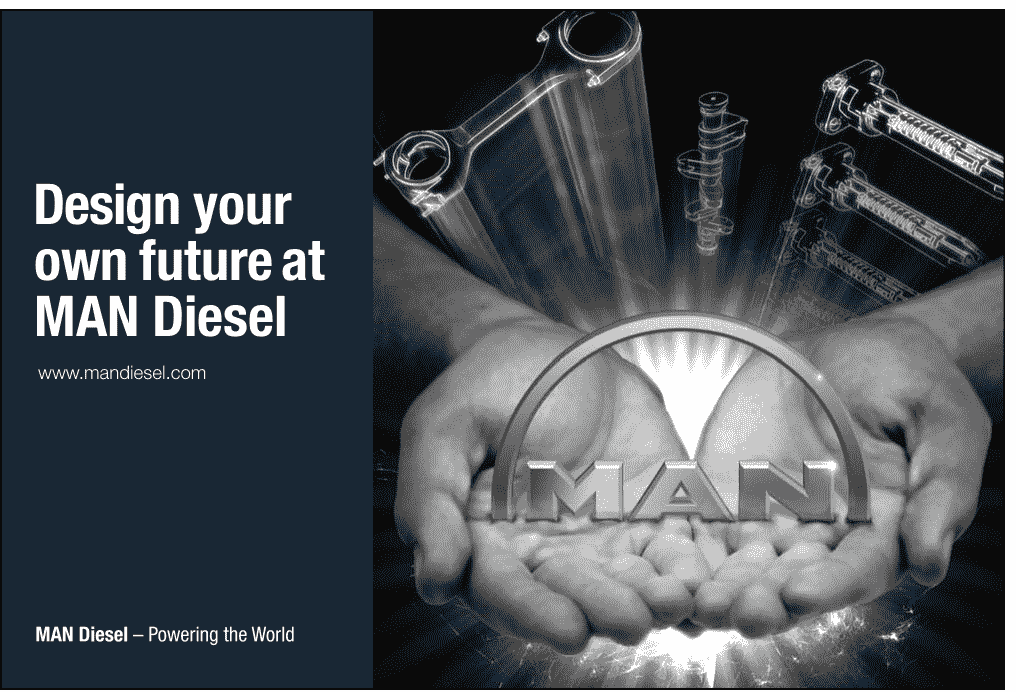 Design your
own future at
MAN Diesel
www.mandiesel.com
MAN
MAN Diesel – Powering the World